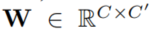 𝐖 ∈ ℝ^{C×C′}